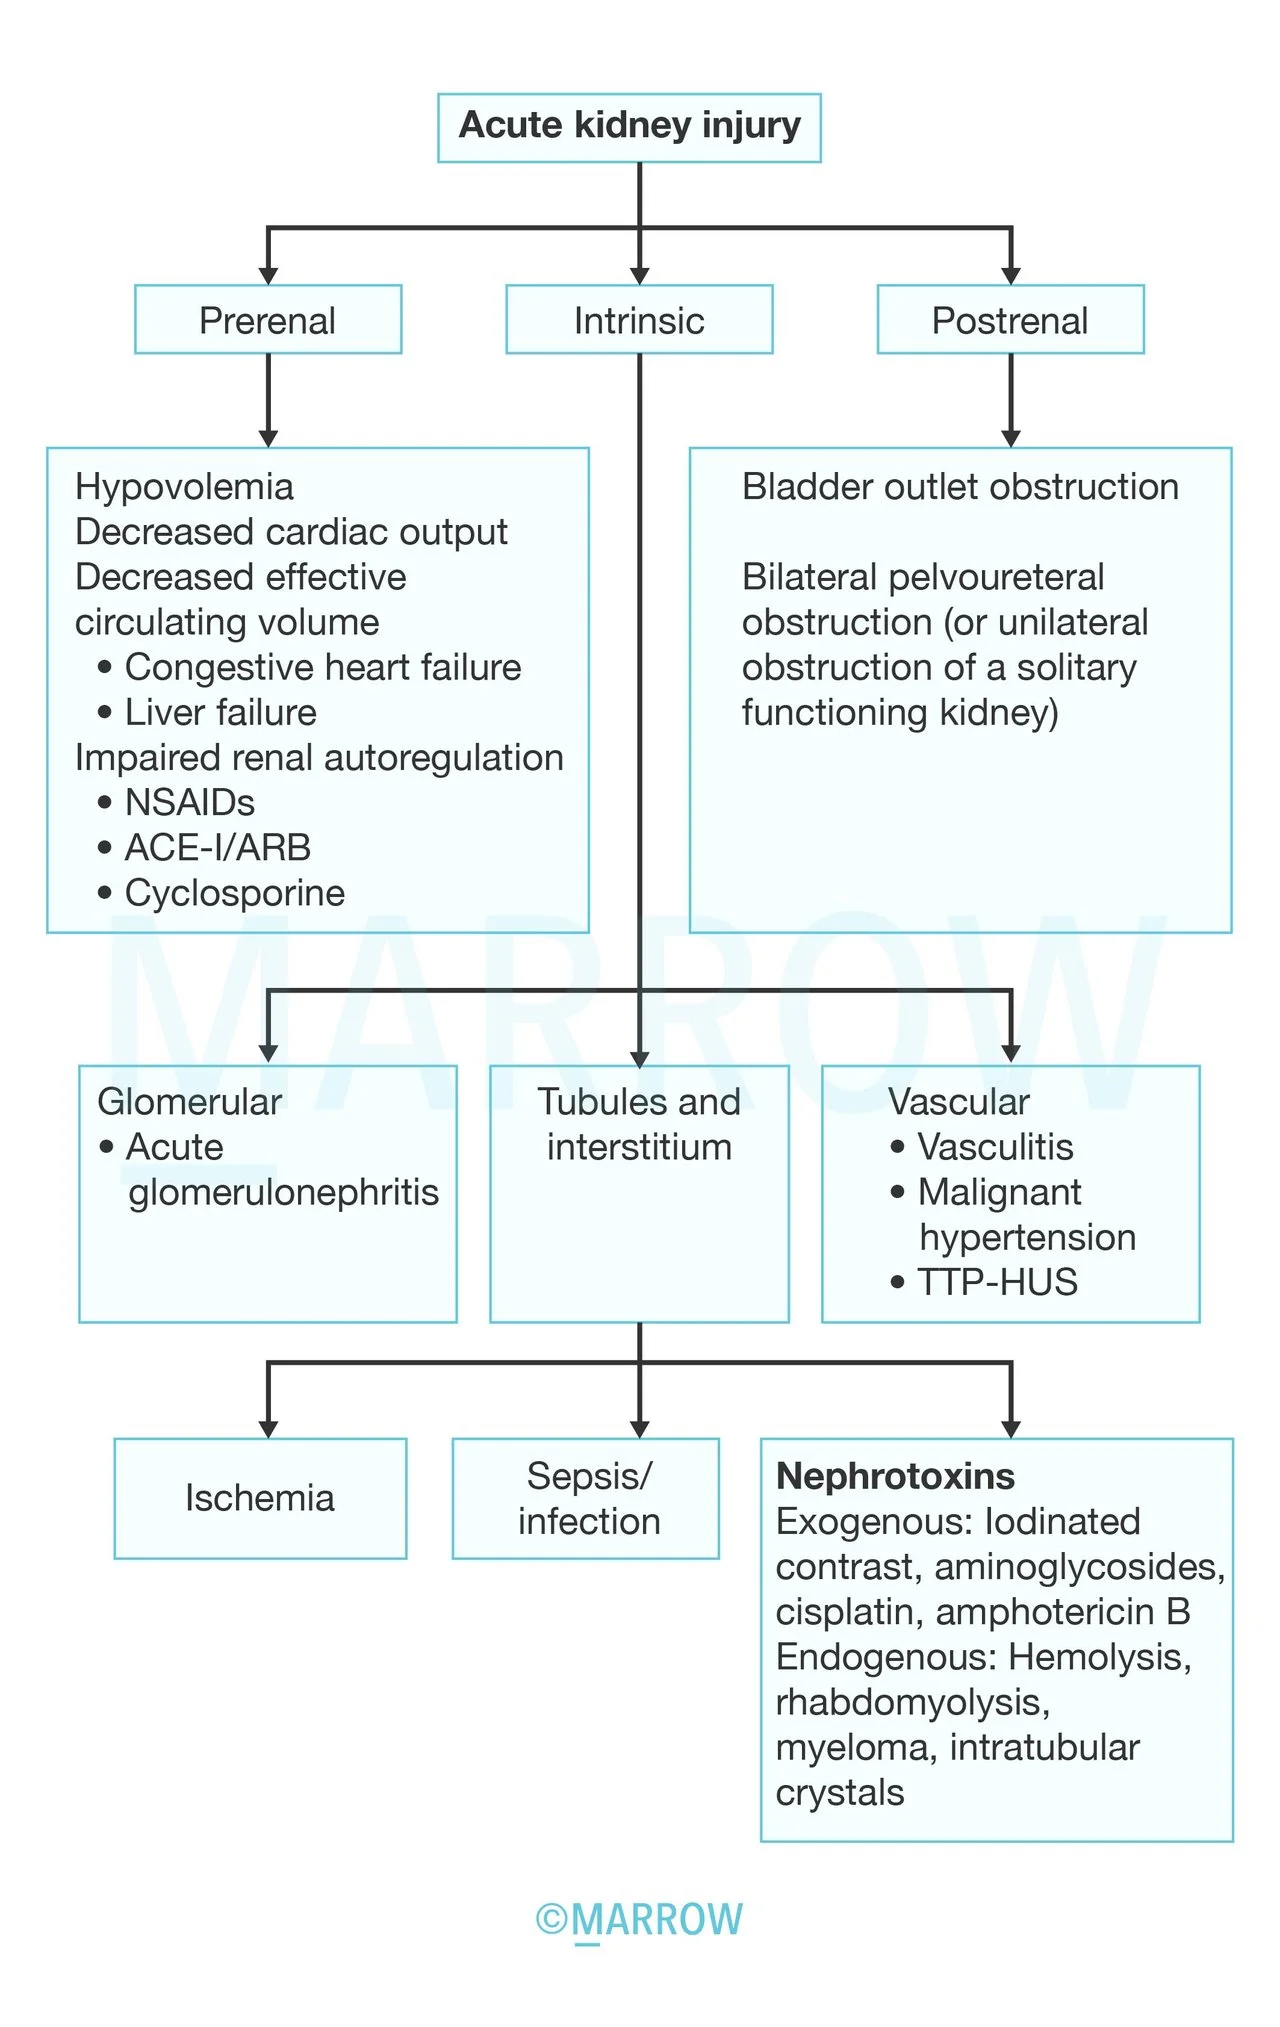 Acute kidney injury
Prerenal
Intrinsic
Postrenal
Hypovolemia
Decreased cardiac output
Decreased effective
circulating volume
• Congestive heart failure
• Liver failure
Impaired renal autoregulation
• NSAIDs
• ACE-I/ARB
• Cyclosporine
Bladder outlet obstruction
Bilateral pelvoureteral
obstruction (or unilateral
obstruction of a solitary
functioning kidney)
MARROW
Glomerular
• Acute
glomerulonephritis
Tubules and
interstitium
Vascular
• Vasculitis
• Malignant
hypertension
• TTP-HUS
Ischemia
Sepsis/
infection
Nephrotoxins
Exogenous: Iodinated
contrast, aminoglycosides,
cisplatin, amphotericin B
Endogenous: Hemolysis,
rhabdomyolysis,
myeloma, intratubular
crystals
©MARROW